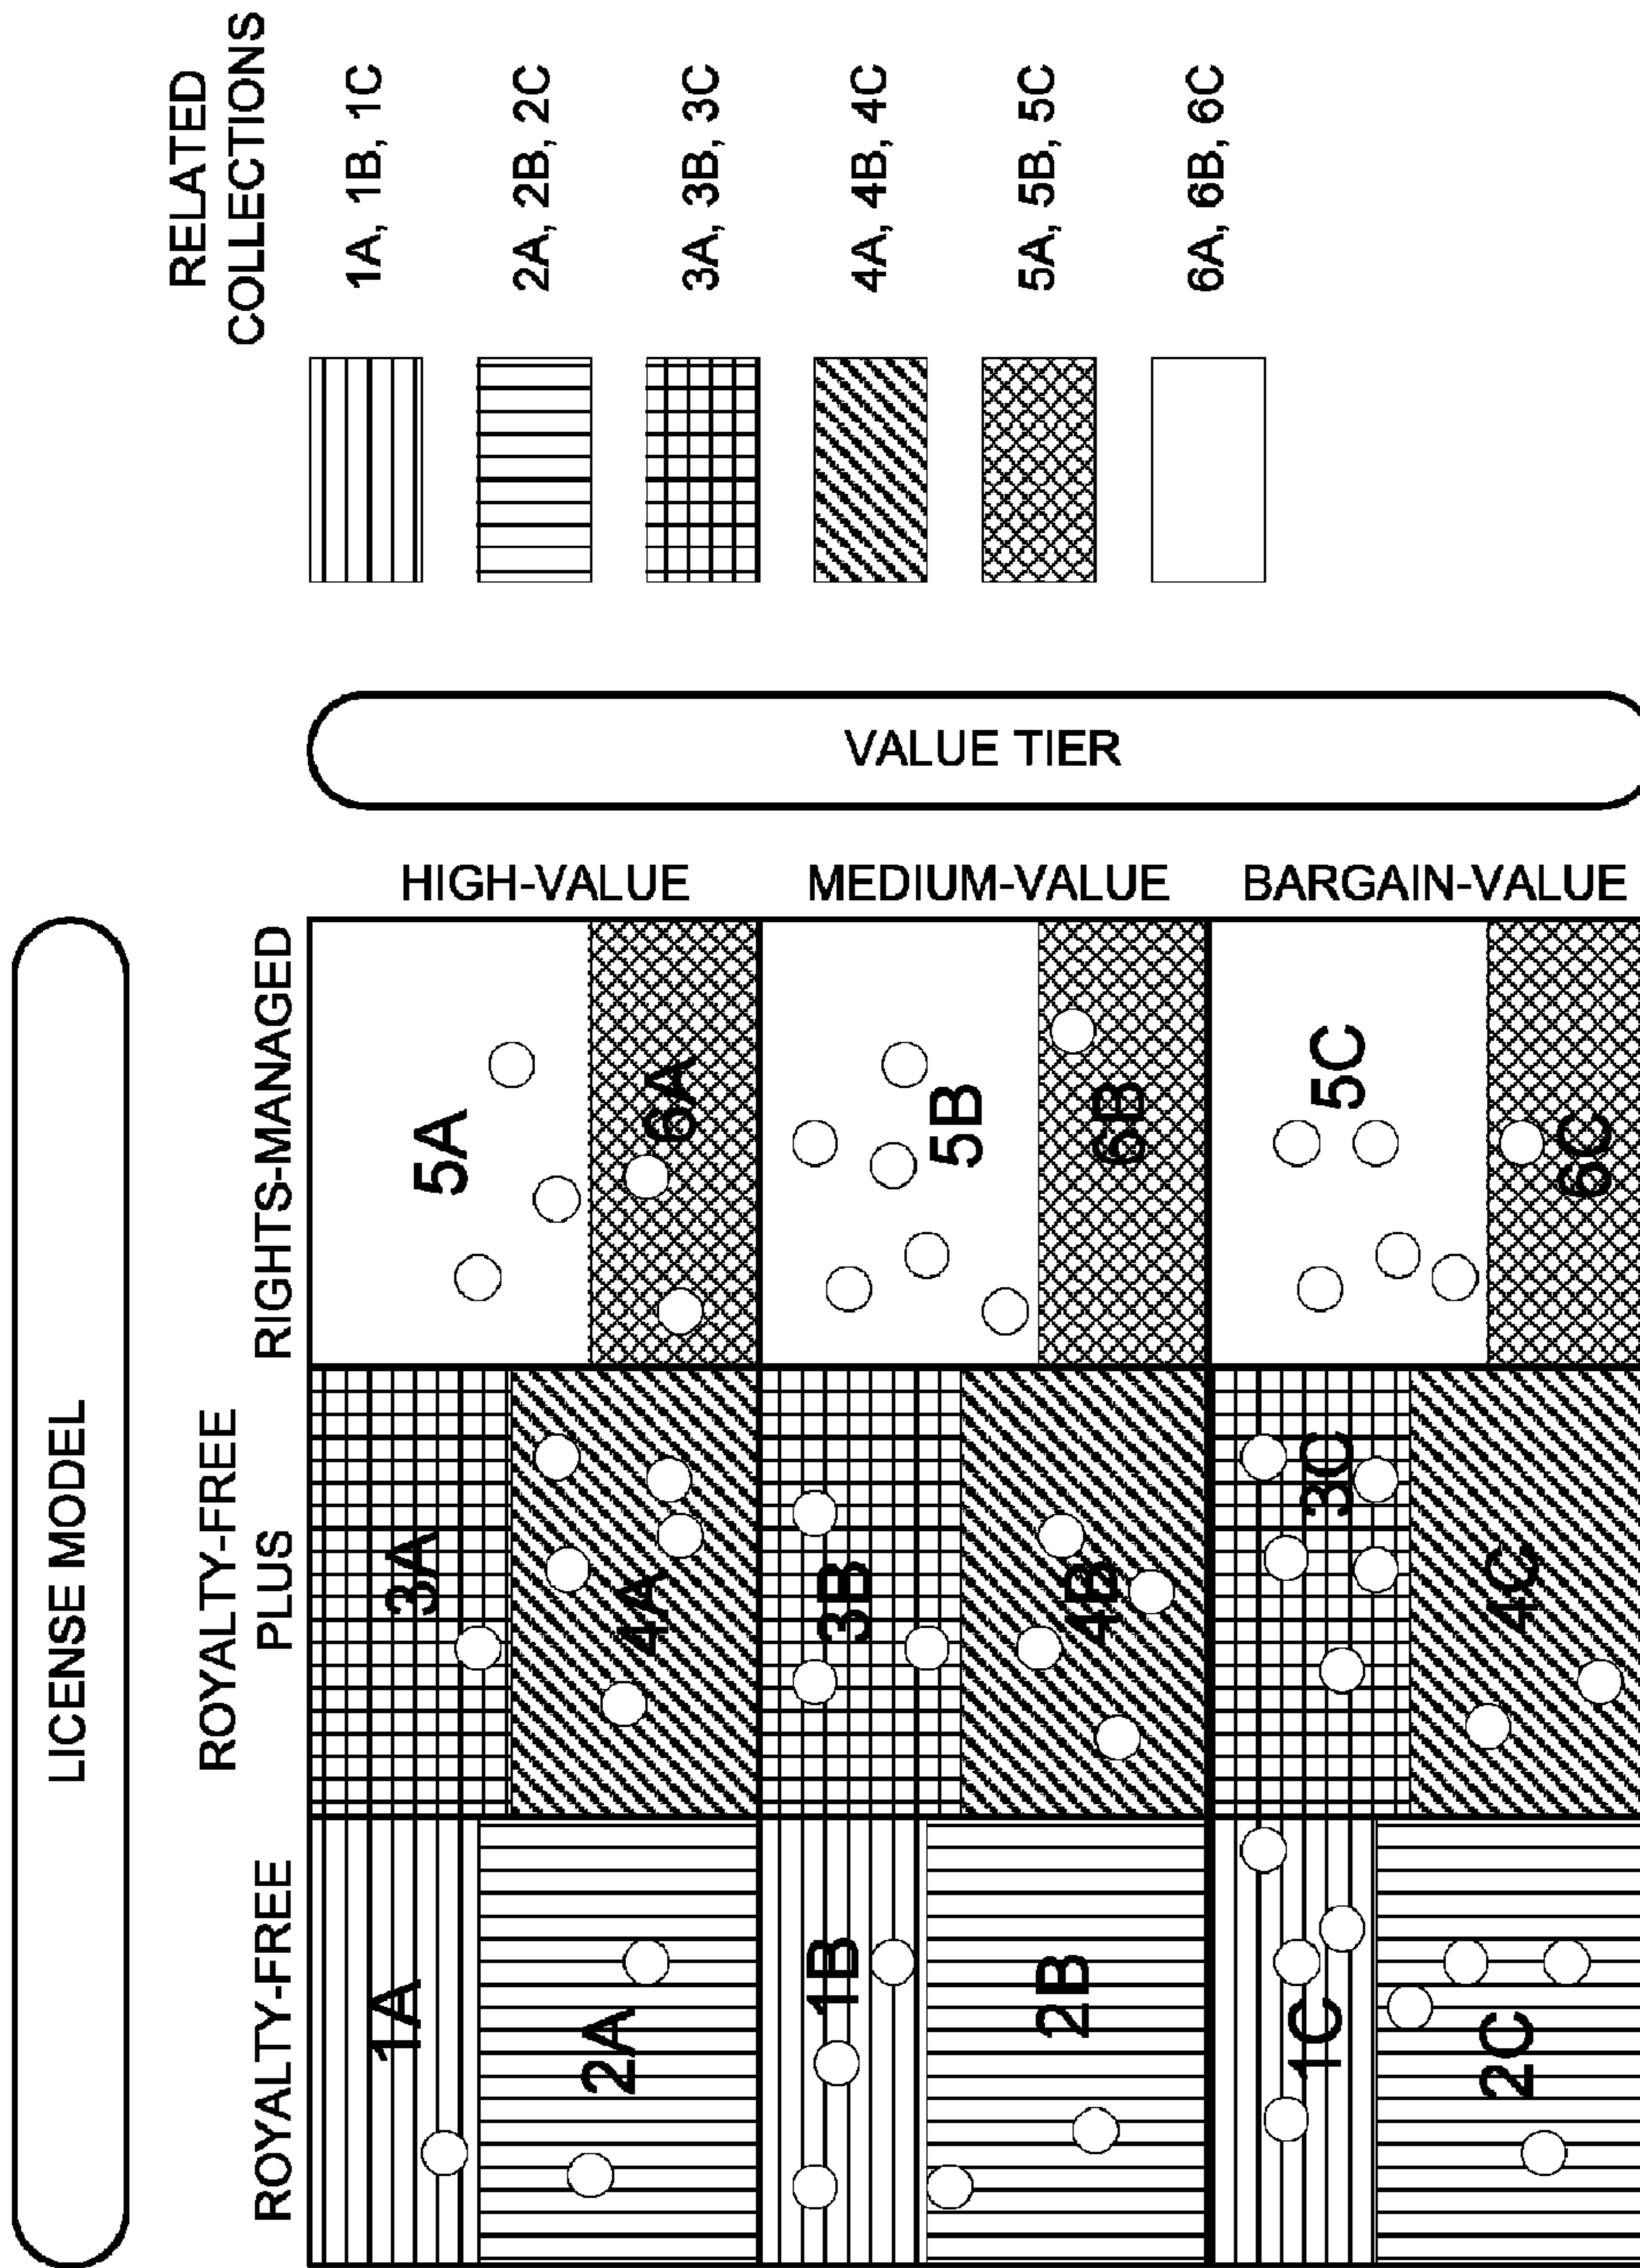 LICENSE MODEL
ROYALTY-FREE
ROYALTY-FREE
PLUS
RIGHTS-MANAGED
1A
2A
3A
4A
5A
6A
HIGH-VALUE
1B
2B
3B
4B
5B
6B
MEDIUM-VALUE
1C
2C
3C
4C
5C
6C
BARGAIN-VALUE
VALUE TIER
RELATED
COLLECTIONS
1A, 1B, 1C
2A, 2B, 2C
3A, 3B, 3C
4A, 4B, 4C
5A, 5B, 5C
6A, 6B, 6C